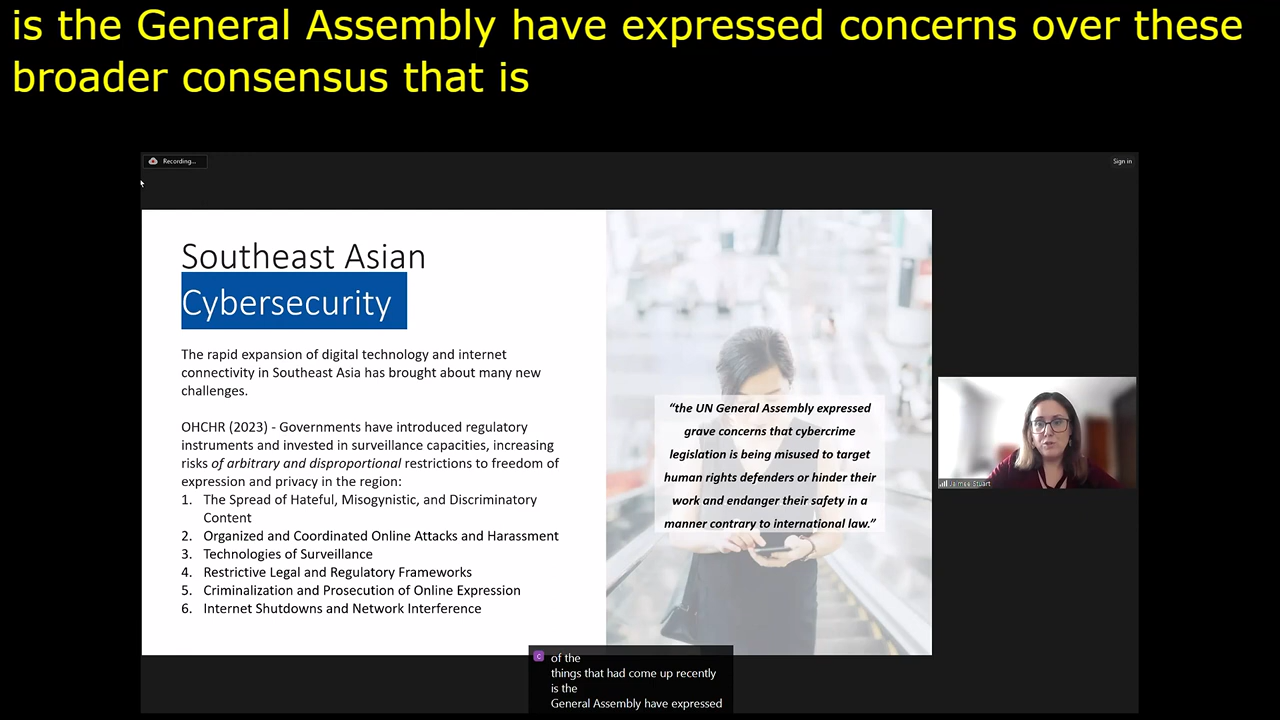 is the General Assembly have expressed concerns over these
broader consensus that is
Recording...
Sign in
Southeast Asian
Cybersecurity
The rapid expansion of digital technology and internet
connectivity in Southeast Asia has brought about many new
challenges.
OHCHR (2023) - Governments have introduced regulatory
instruments and invested in surveillance capacities, increasing
risks of arbitrary and disproportional restrictions to freedom of
expression and privacy in the region:
1. The Spread of Hateful, Misogynistic, and Discriminatory
Content
2. Organized and Coordinated Online Attacks and Harassment
3. Technologies of Surveillance
4. Restrictive Legal and Regulatory Frameworks
5. Criminalization and Prosecution of Online Expression
6. Internet Shutdowns and Network Interference
“the UN General Assembly expressed
grave concerns that cybercrime
legislation is being misused to target
human rights defenders or hinder their
work and endanger their safety in a
manner contrary to international law.”
Jaimee Stuart
C
of the
things that had come up recently
is the
General Assembly have expressed